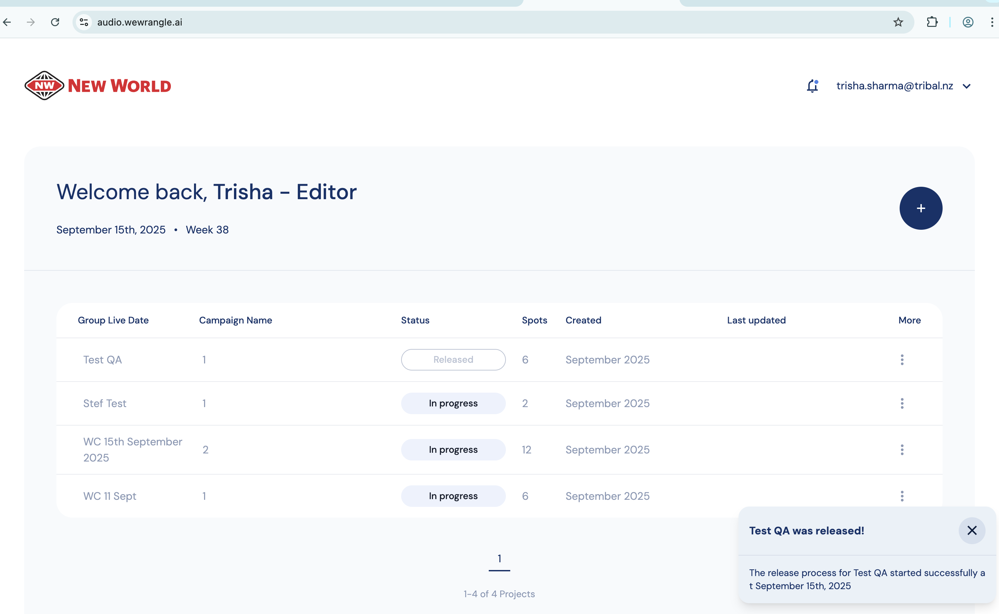 audio.wewrangle.ai
NW NEW WORLD
trisha.sharma@tribal.nz
Welcome back, Trisha - Editor
September 15th, 2025 • Week 38
Group Live Date Campaign Name Status Spots Created Last updated More
Test QA 1 Released 6 September 2025
Stef Test 1 In progress 2 September 2025
WC 15th September
2025
2 In progress 12 September 2025
WC 11 Sept 1 In progress 6 September 2025
Test QA was released!
The release process for Test QA started successfully a
t September 15th, 2025
1
1-4 of 4 Projects